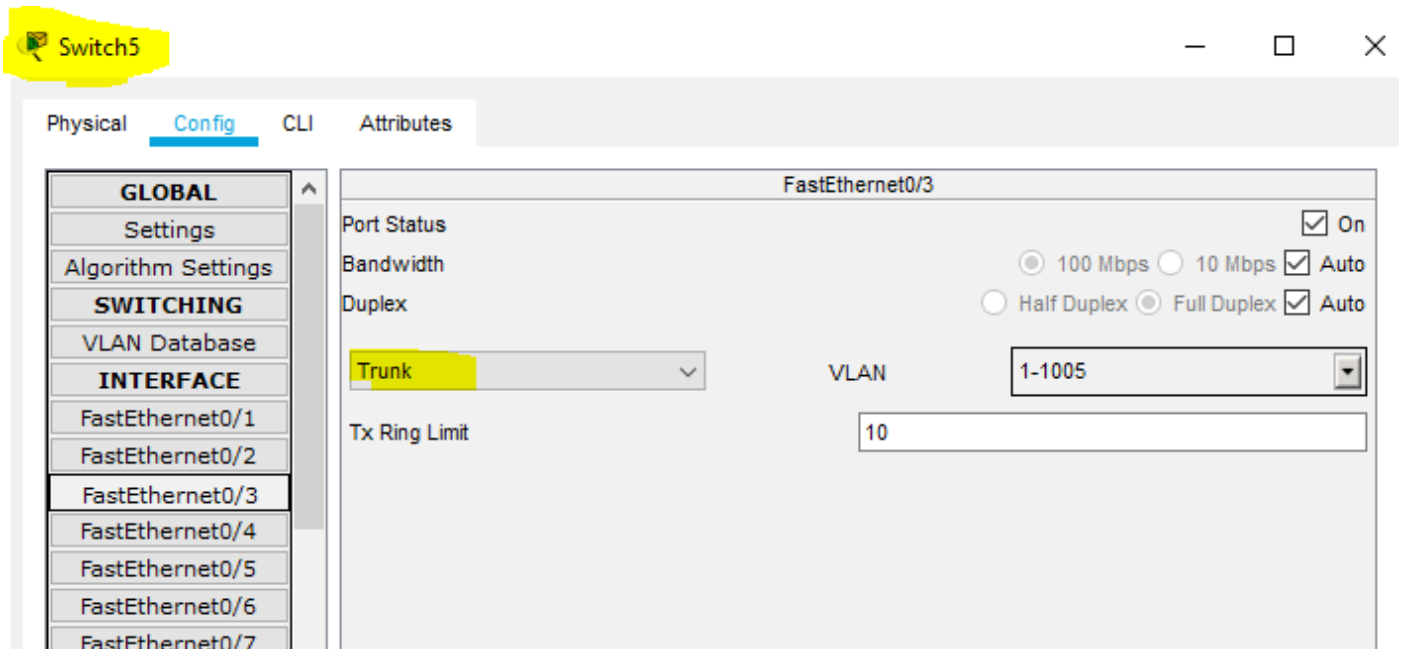 Switch5
Physical Config CLI Attributes
GLOBAL
Settings
Algorithm Settings
SWITCHING
VLAN Database
INTERFACE
FastEthernet0/1
FastEthernet0/2
FastEthernet0/3
FastEthernet0/4
FastEthernet0/5
FastEthernet0/6
FastEthernet0/7
FastEthernet0/3
Port Status On
Bandwidth 100 Mbps 10 Mbps Auto
Duplex Half Duplex Full Duplex Auto
Trunk VLAN 1-1005
Tx Ring Limit 10